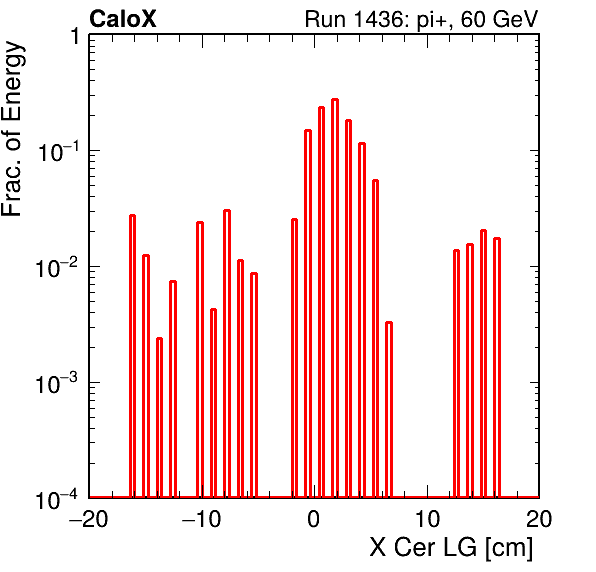 CaloX Run 1436: pi+, 60 GeV
Frac. of Energy
1
10⁻¹
10⁻²
10⁻³
10⁻⁴
−20 −10 0 10 20
X Cer LG [cm]